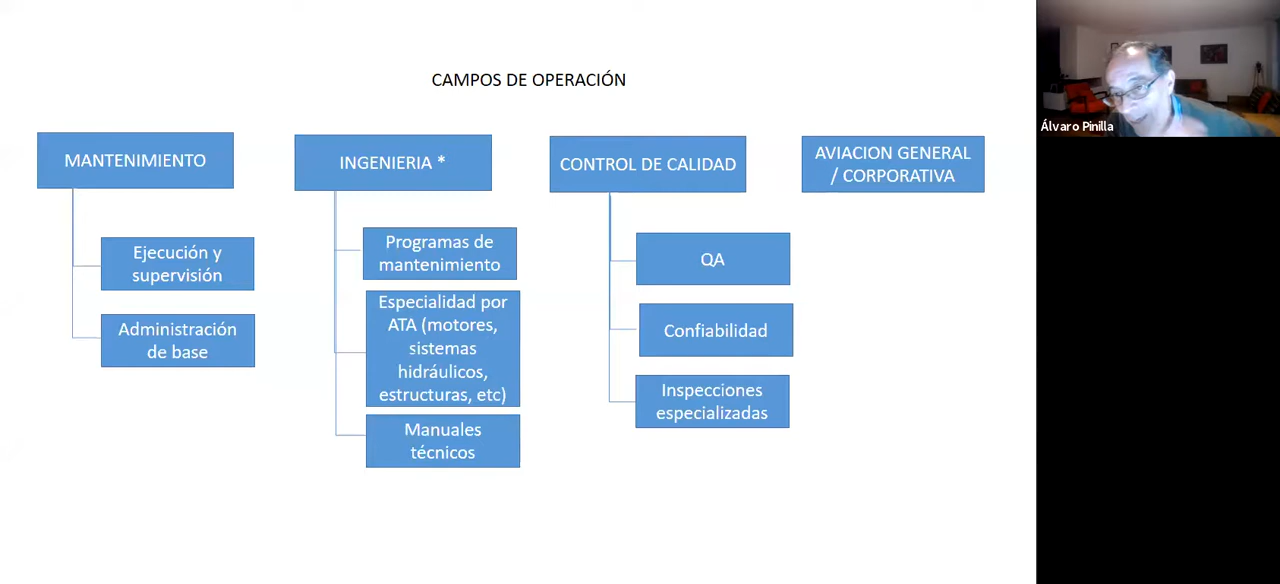 CAMPOS DE OPERACIÓN
MANTENIMIENTO
Ejecución y
supervisión
Administración
de base
INGENIERIA *
Programas de
mantenimiento
Especialidad por
ATA (motores,
sistemas
hidráulicos,
estructuras, etc)
Manuales
técnicos
CONTROL DE CALIDAD
QA
Confiabilidad
Inspecciones
especializadas
AVIACION GENERAL
/ CORPORATIVA
Álvaro Pinilla